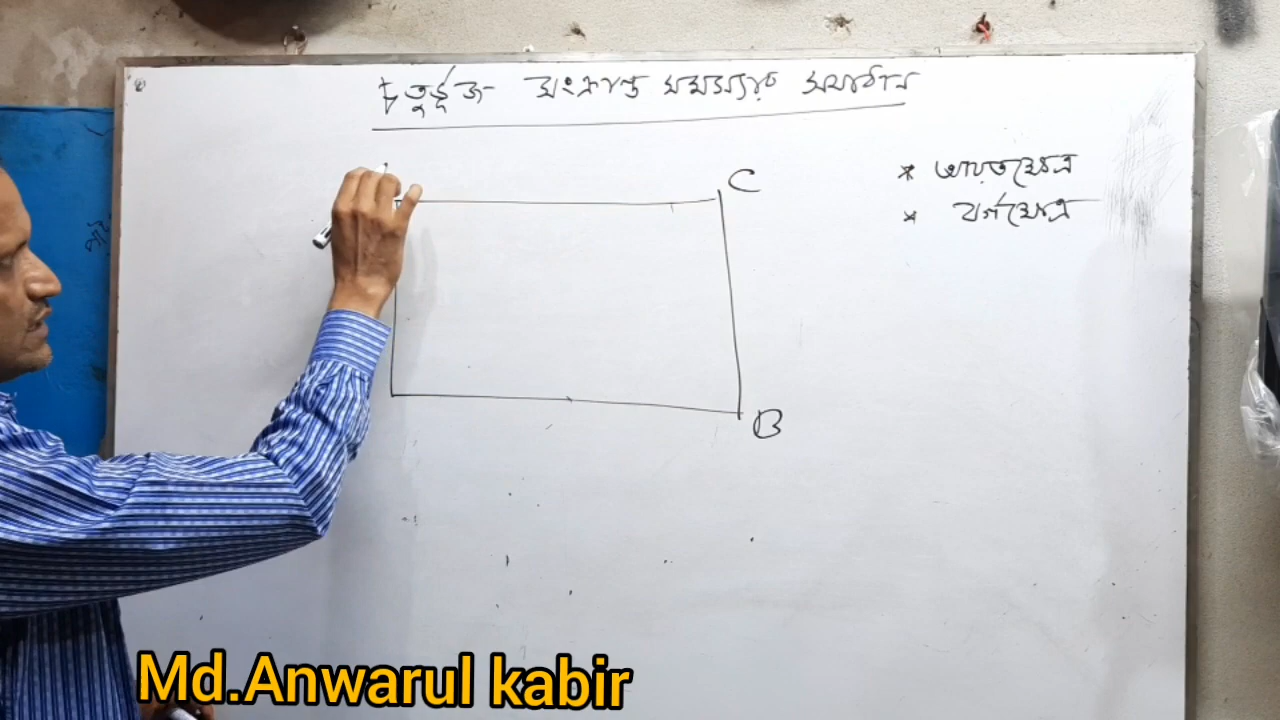 চতুর্ভূজ সংক্রান্ত সমস্যার সমাধান
* আয়তক্ষেত্র
* বর্গক্ষেত্র
C
B
Md.Anwarul kabir